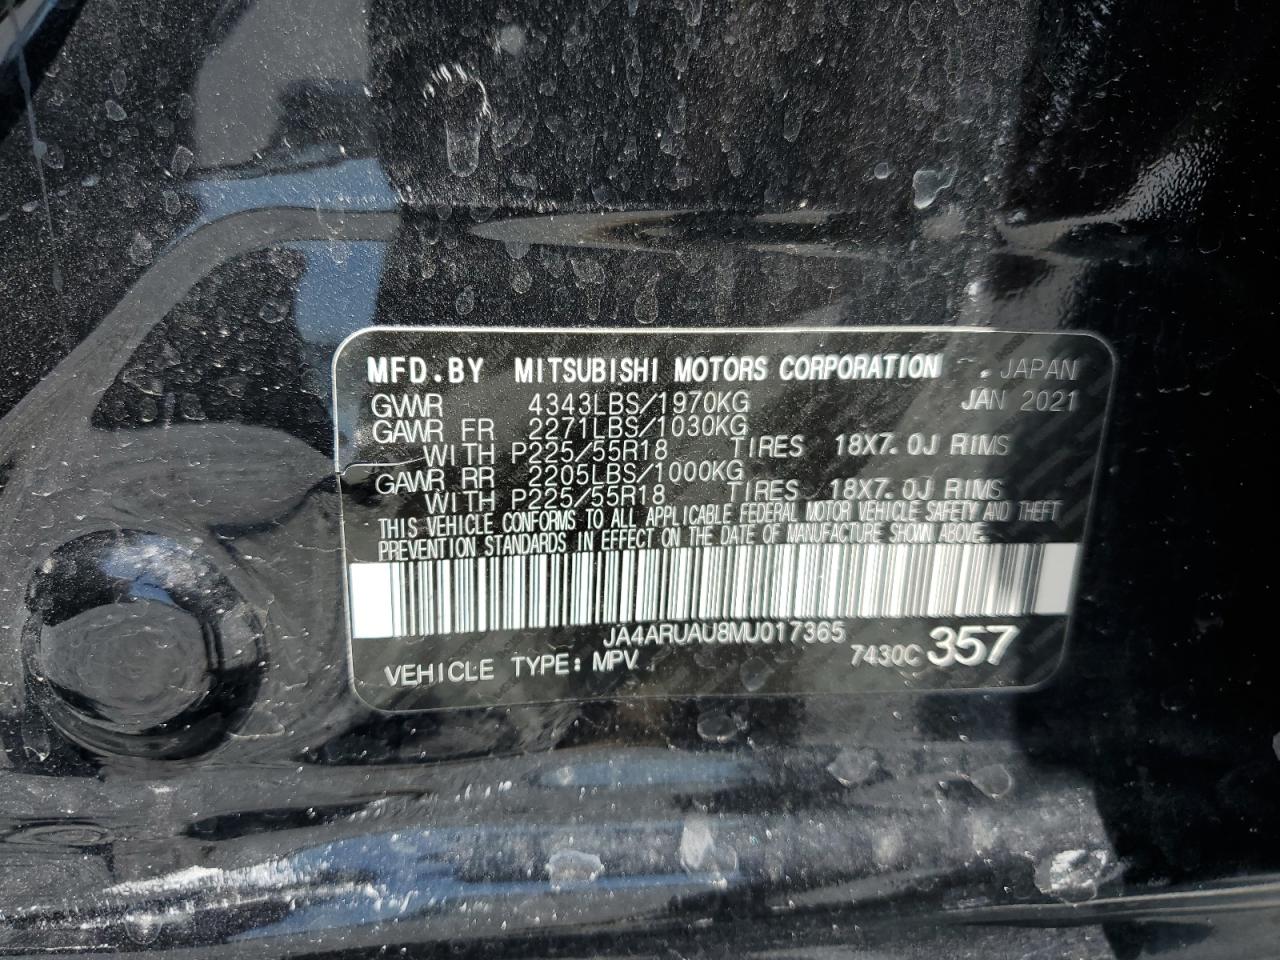 MFD.BY MITSUBISHI MOTORS CORPORATION . JAPAN
GVWR 4343LBS/1970KG JAN 2021
GAWR FR 2271LBS/1030KG
WITH P225/55R18 TIRES 18X7.0J RIMS
GAWR RR 2205LBS/1000KG
WITH P225/55R18 TIRES 18X7.0J RIMS
THIS VEHICLE CONFORMS TO ALL APPLICABLE FEDERAL MOTOR VEHICLE SAFETY AND THEFT
PREVENTION STANDARDS IN EFFECT ON THE DATE OF MANUFACTURE SHOWN ABOVE.
JA4ARUAU8MU017365
VEHICLE TYPE: MPV 7430C 357